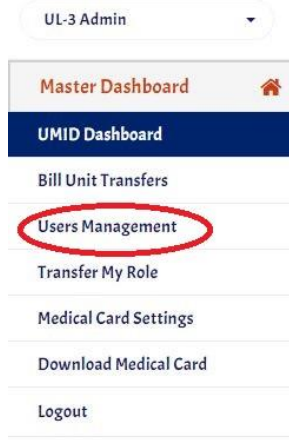 UL-3 Admin
Master Dashboard
UMID Dashboard
Bill Unit Transfers
Users Management
Transfer My Role
Medical Card Settings
Download Medical Card
Logout